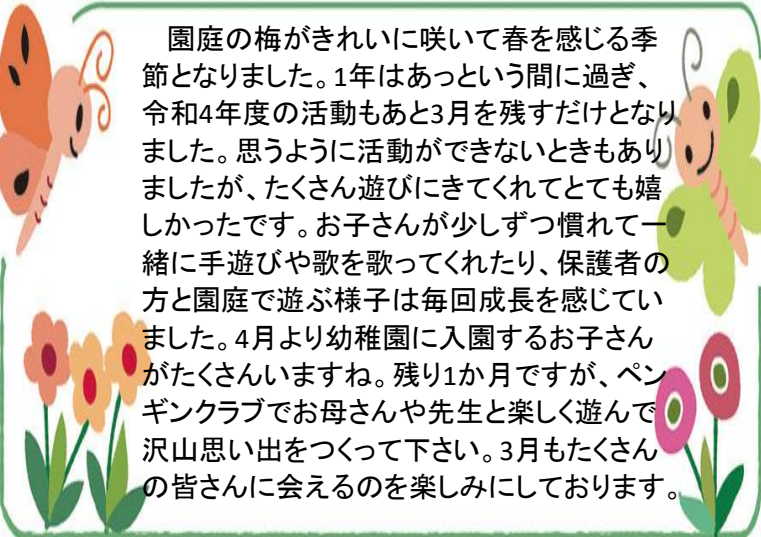 園庭の梅がきれいに咲いて春を感じる季
節となりました。1年はあっという間に過ぎ、
令和4年度の活動もあと3月を残すだけとなり
ました。思うように活動ができないときもあり
ましたが、たくさん遊びにきてくれてとても嬉
しかったです。お子さんが少しずつ慣れて一
緒に手遊びや歌を歌ってくれたり、保護者の
方と園庭で遊ぶ様子は毎回成長を感じてい
ました。4月より幼稚園に入園するお子さん
がたくさんいますね。残り1か月ですが、ペン
ギンクラブでお母さんや先生と楽しく遊んで
沢山思い出をつくって下さい。3月もたくさん
の皆さんに会えるのを楽しみにしております。